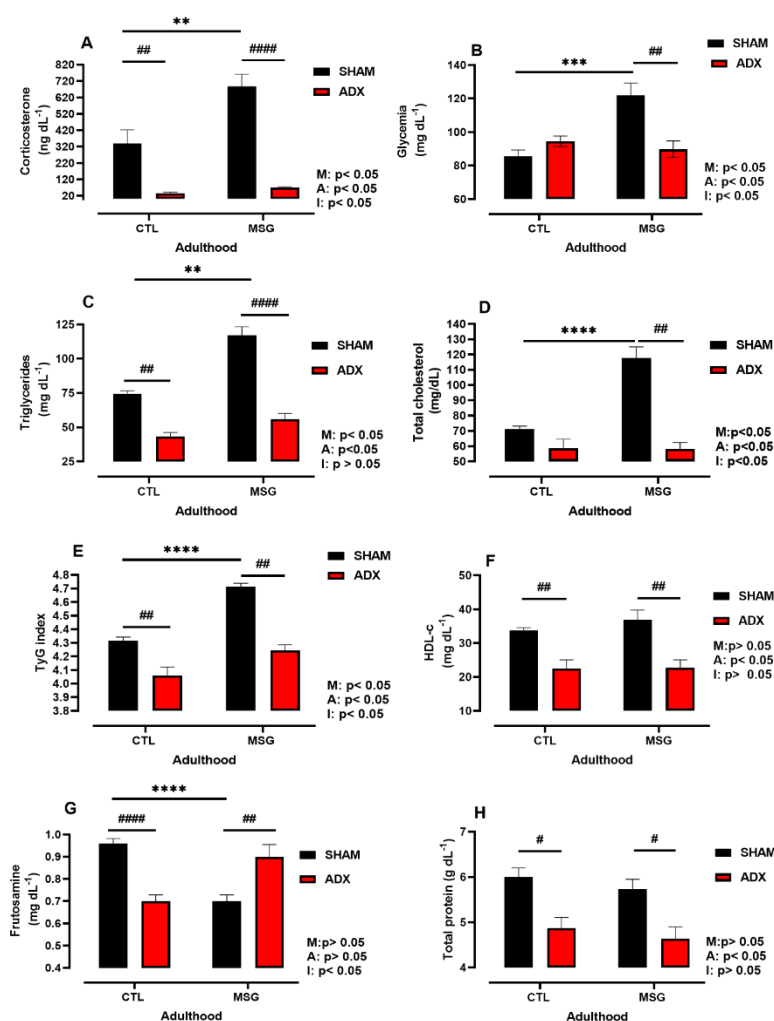 A
**
##
####
820
720
620
520
420
320
220
120
20
Corticosterone
(ng dL⁻¹)
SHAM
ADX
M: p< 0.05
A: p< 0.05
I: p< 0.05
CTL
MSG
Adulthood
B
***
##
140
120
100
80
60
Glycemia
(mg dL⁻¹)
SHAM
ADX
M: p< 0.05
A: p< 0.05
I: p< 0.05
CTL
MSG
Adulthood
C
**
##
####
125
100
75
50
25
Triglycerides
(mg dL⁻¹)
SHAM
ADX
M: p< 0.05
A: p<0.05
I: p > 0.05
CTL
MSG
Adulthood
D
****
##
140
130
120
110
100
90
80
70
60
50
Total cholesterol
(mg/dL)
SHAM
ADX
M:p<0.05
A: p<0.05
I: p<0.05
CTL
MSG
Adulthood
E
****
##
##
4.8
4.7
4.6
4.5
4.4
4.3
4.2
4.1
4.0
3.9
3.8
TyG index
SHAM
ADX
M: p< 0.05
A: p< 0.05
I: p< 0.05
CTL
MSG
Adulthood
F
##
##
50
40
30
20
10
HDL-c
(mg dL⁻¹)
SHAM
ADX
M:p> 0.05
A: p< 0.05
I: p> 0.05
CTL
MSG
Adulthood
G
****
####
##
1.0
0.9
0.8
0.7
0.6
0.5
0.4
Frutosamine
(mg dL⁻¹)
SHAM
ADX
M:p> 0.05
A: p> 0.05
I: p< 0.05
CTL
MSG
Adulthood
H
#
#
7
6
5
4
Total protein (g dL⁻¹)
SHAM
ADX
M:p> 0.05
A: p< 0.05
I: p> 0.05
CTL
MSG
Adulthood